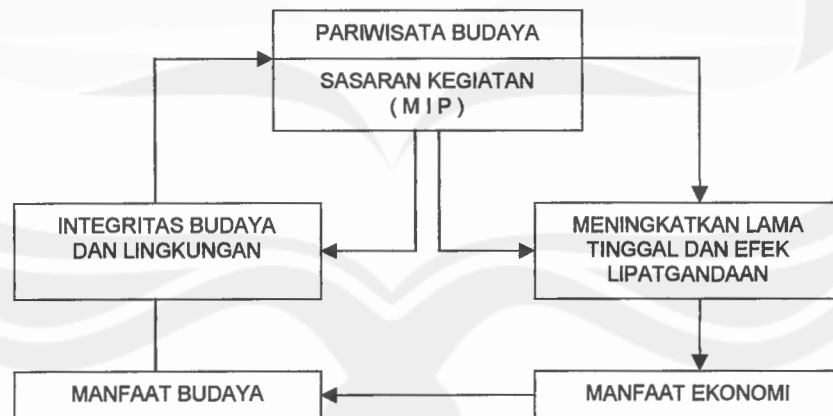 PARIWISATA BUDAYA
SASARAN KEGIATAN
( M I P )
INTEGRITAS BUDAYA
DAN LINGKUNGAN
MENINGKATKAN LAMA
TINGGAL DAN EFEK
LIPATGANDAAN
MANFAAT BUDAYA
MANFAAT EKONOMI